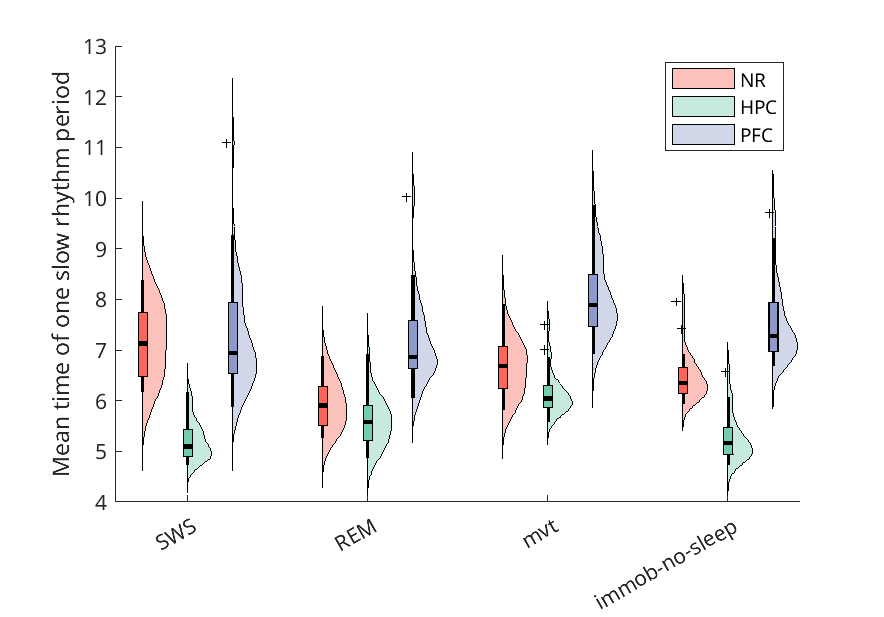 Mean time of one slow rhythm period
13
12
11
10
9
8
7
6
5
4
SWS
REM
mvt
immob-no-sleep
NR
HPC
PFC